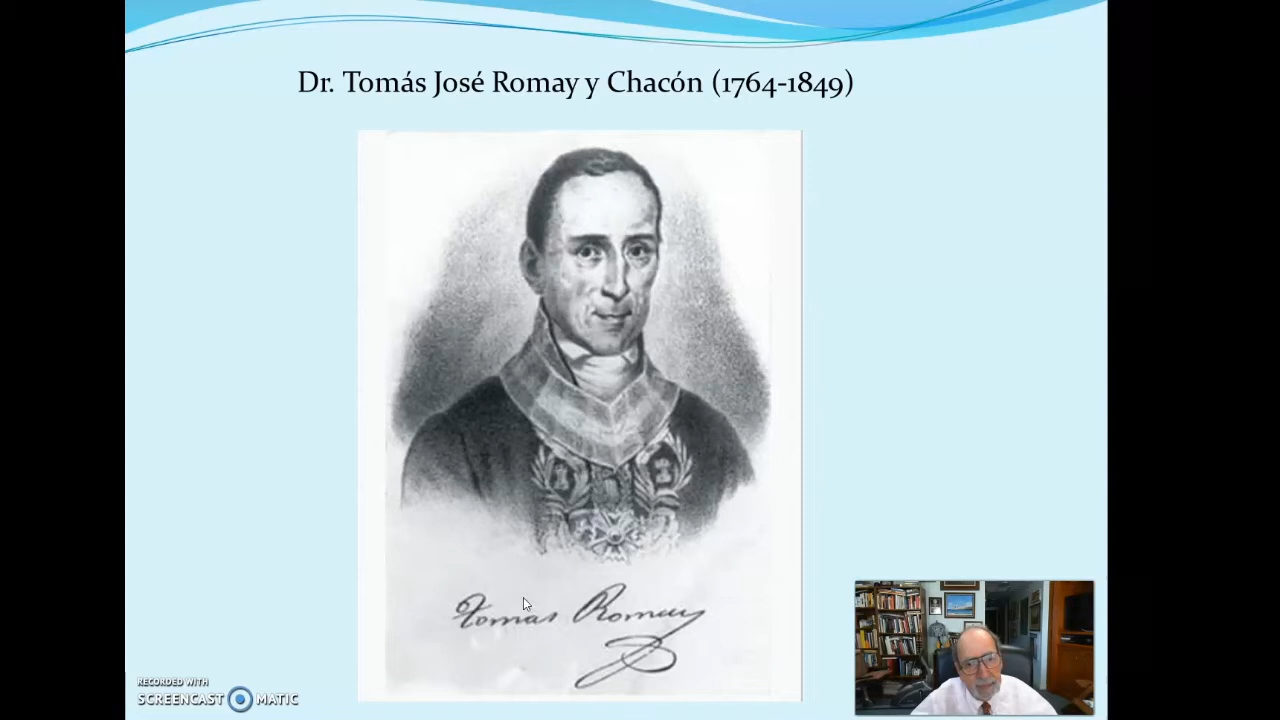 Dr. Tomás José Romay y Chacón (1764-1849)
Tomas Romay
RECORDED WITH
SCREENCAST MATIC